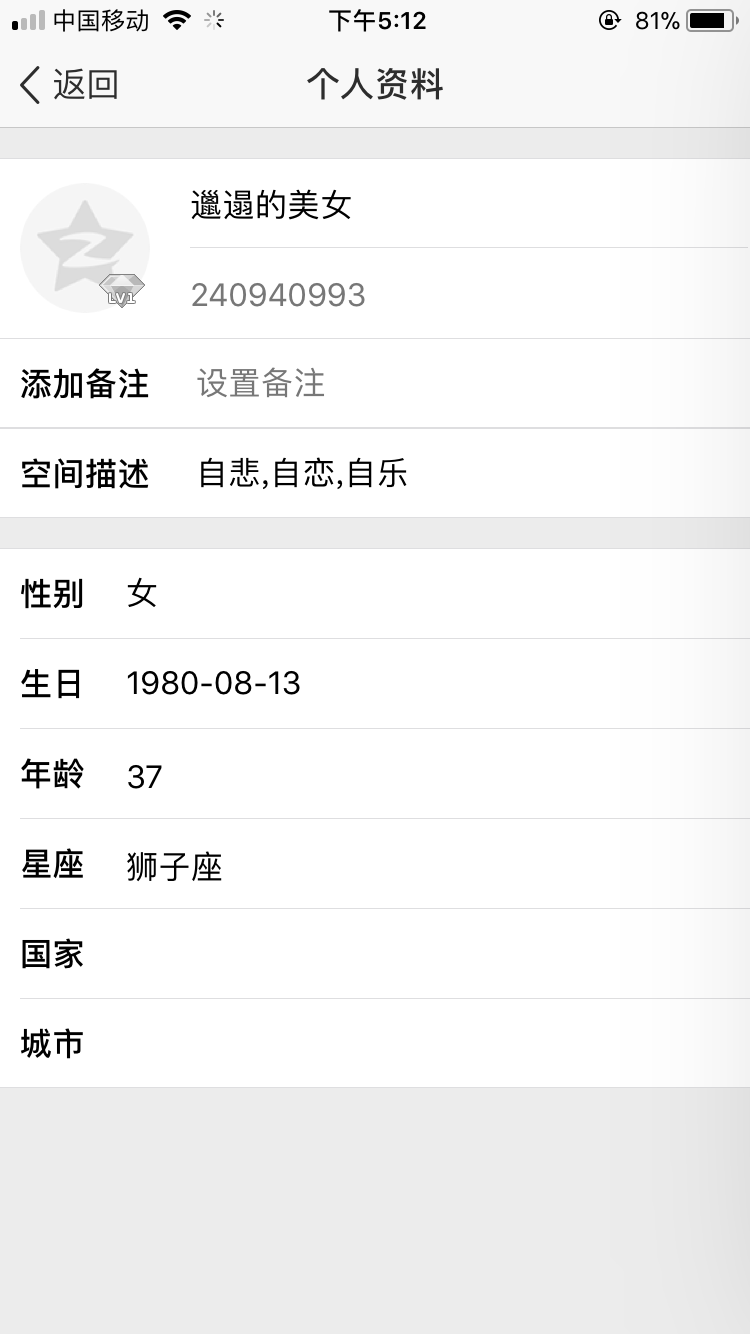 中国移动 下午5:12 81%
返回 个人资料
邋遢的美女
LV1
240940993
添加备注 设置备注
空间描述 自悲,自恋,自乐
性别 女
生日 1980-08-13
年龄 37
星座 狮子座
国家
城市